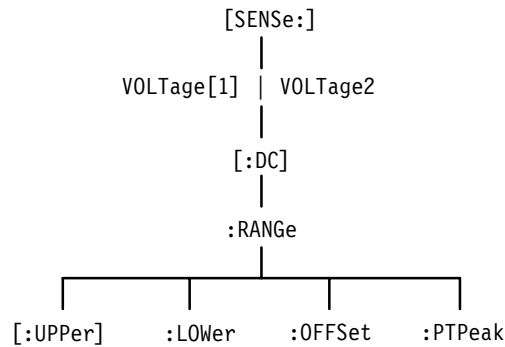 [SENSe:]
VOLTage[1] | VOLTage2
[:DC]
:RANGe
[:UPPer] :LOWer :OFFSet :PTPeak